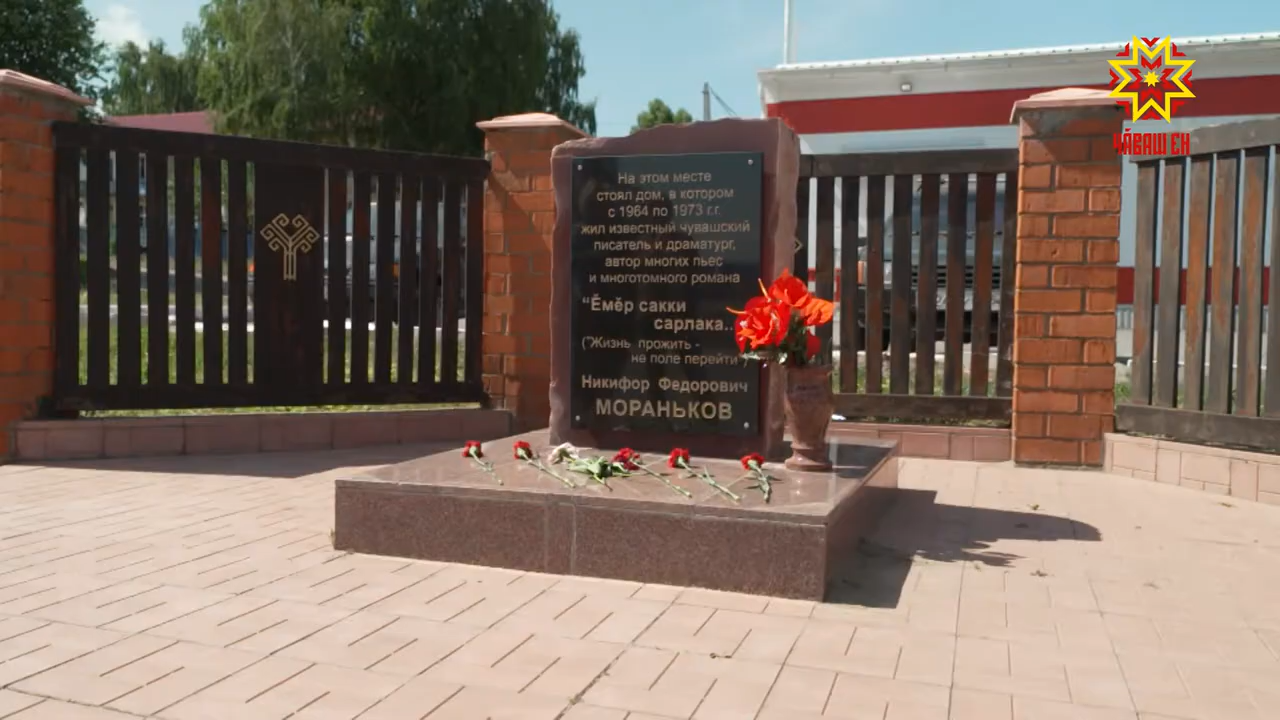 На этом месте
стоял дом, в котором
с 1964 по 1973 г.г.
жил известный чувашский
писатель и драматург,
автор многих пьес
и многотомного романа
"Ĕмĕр сакки
сарлака..
("Жизнь прожить -
не поле перейти")
Никифор Федорович
МОРАНЬКОВ
ЧӐВАШ ЕН